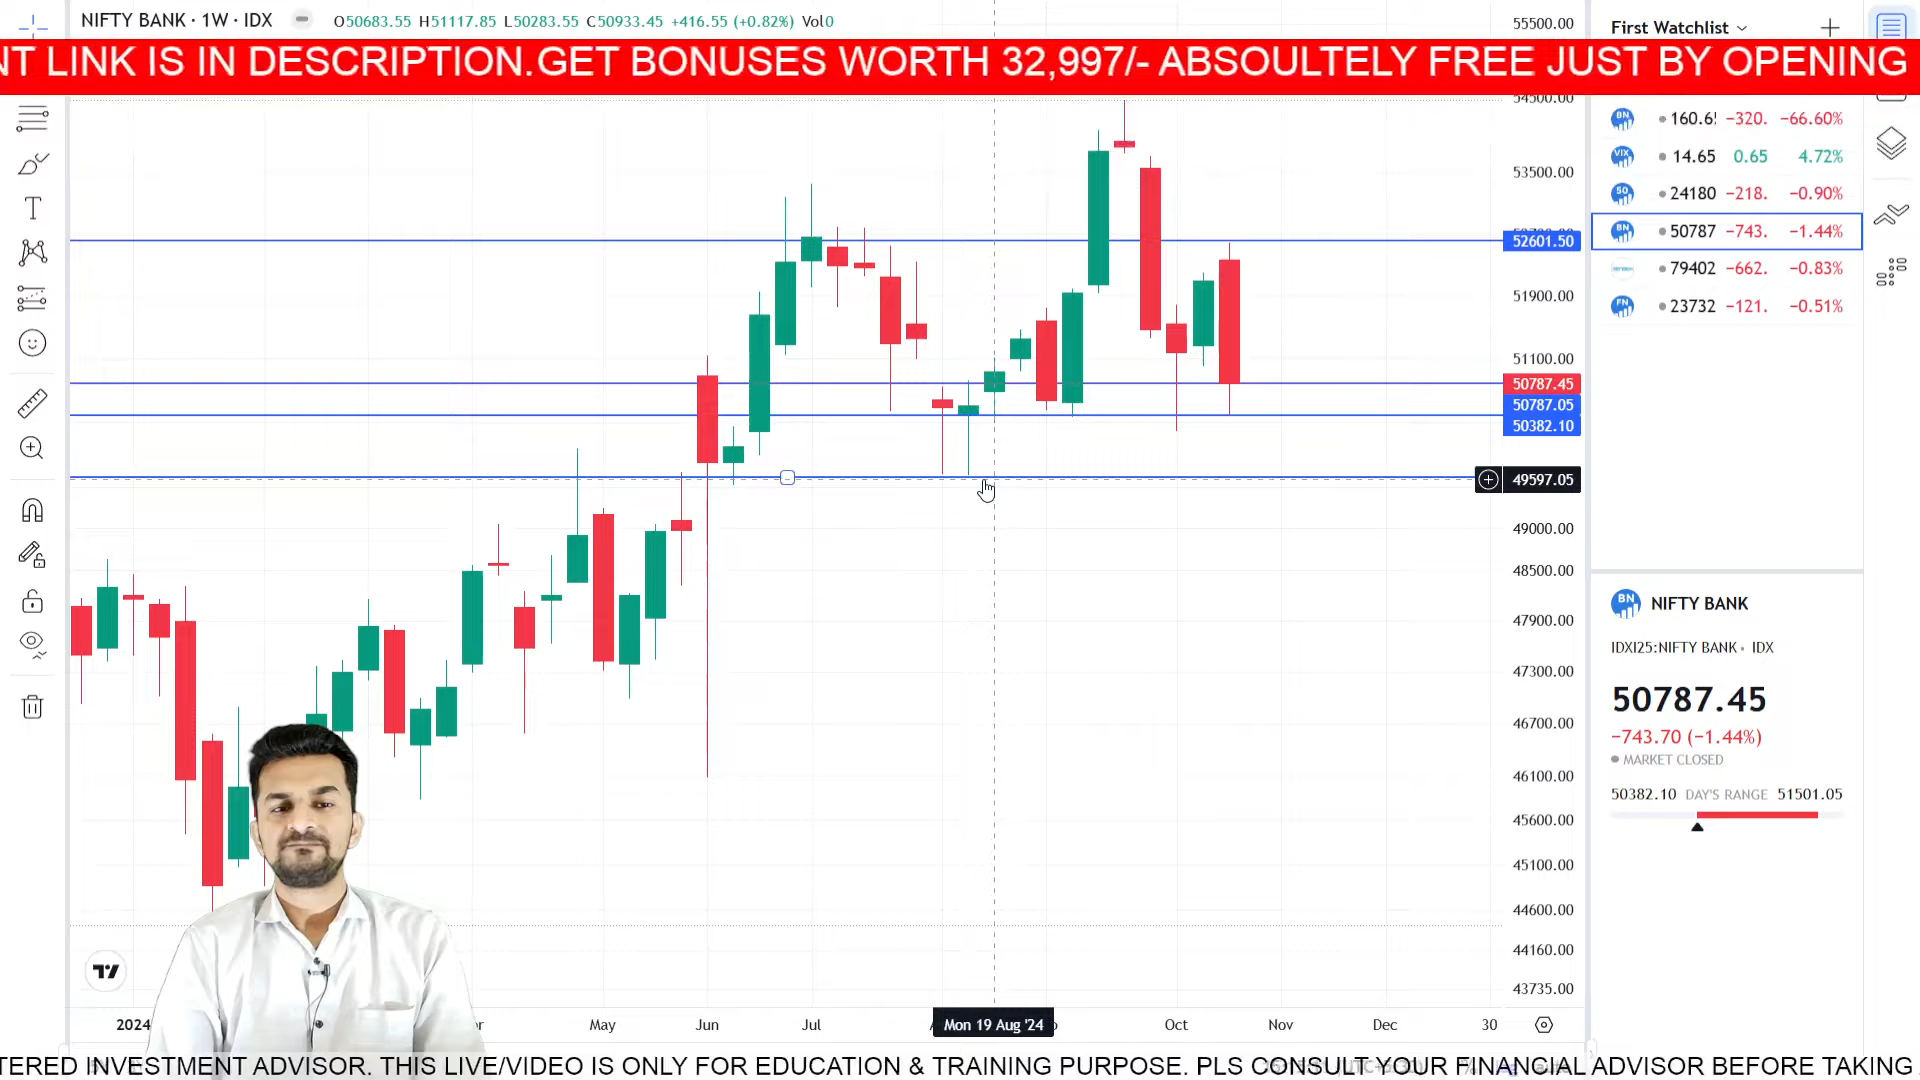 NIFTY BANK · 1W · IDX O50683.55 H51117.85 L50283.55 C50933.45 +416.55 (+0.82%) Vol0
55500.00
First Watchlist
NT LINK IS IN DESCRIPTION.GET BONUSES WORTH 32,997/- ABSOULTELY FREE JUST BY OPENING
54500.00
53500.00
52601.50
51900.00
51100.00
50787.45
50787.05
50382.10
49597.05
49000.00
48500.00
47900.00
47300.00
46700.00
46100.00
45600.00
45100.00
44600.00
44160.00
43735.00
BN 160.6 −320. −66.60%
VIX 14.65 0.65 4.72%
50 24180 −218. −0.90%
BN 50787 −743. −1.44%
79402 −662. −0.83%
FN 23732 −121. −0.51%
BN NIFTY BANK
IDXI25:NIFTY BANK • IDX
50787.45
−743.70 (−1.44%)
MARKET CLOSED
50382.10 DAY'S RANGE 51501.05
2024 May Jun Jul Mon 19 Aug '24 Oct Nov Dec 30
TERED INVESTMENT ADVISOR. THIS LIVE/VIDEO IS ONLY FOR EDUCATION & TRAINING PURPOSE. PLS CONSULT YOUR FINANCIAL ADVISOR BEFORE TAKING